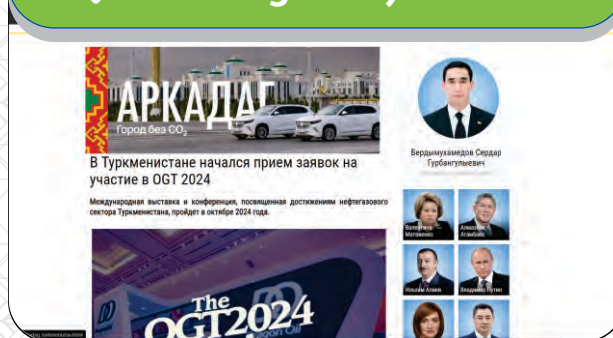 АРКАДАГ
Город без CO₂
В Туркменистане начался прием заявок на
участие в OGT 2024
Международная выставка и конференция, посвященная достижениям нефтегазового
сектора Туркменистана, пройдет в октябре 2024 года.
The
OGT2024
Бердымухамедов Сердар
Гурбангулыевич
Валентина
Матвиенко
Алмазбек
Атамбаев
Ильхам Алиев
Владимир Путин